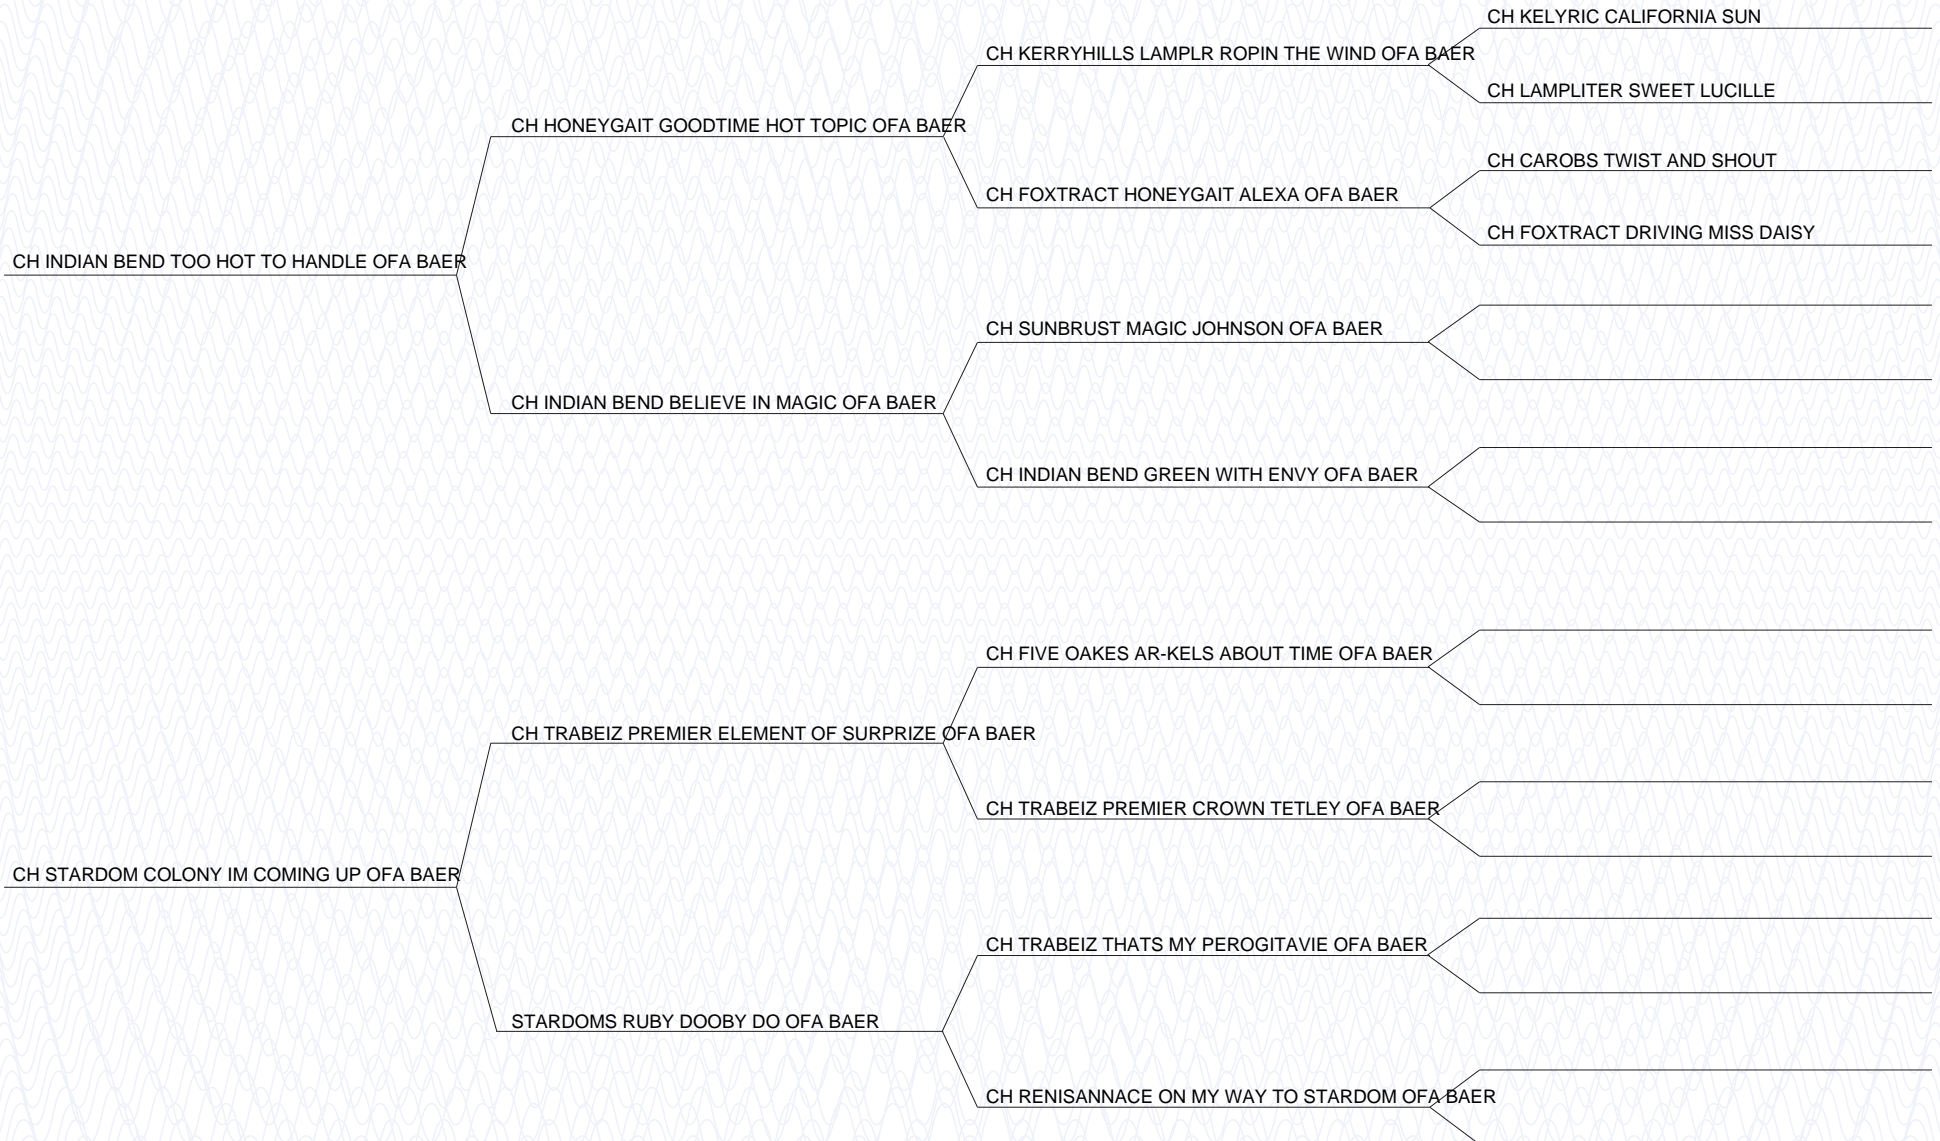 CH KELYRIC CALIFORNIA SUN
CH KERRYHILLS LAMPLR ROPIN THE WIND OFA BAER
CH LAMPLITER SWEET LUCILLE
CH HONEYGAIT GOODTIME HOT TOPIC OFA BAER
CH CAROBS TWIST AND SHOUT
CH FOXTRACT HONEYGAIT ALEXA OFA BAER
CH FOXTRACT DRIVING MISS DAISY
CH INDIAN BEND TOO HOT TO HANDLE OFA BAER
CH SUNBRUST MAGIC JOHNSON OFA BAER
CH INDIAN BEND BELIEVE IN MAGIC OFA BAER
CH INDIAN BEND GREEN WITH ENVY OFA BAER
CH FIVE OAKES AR-KELS ABOUT TIME OFA BAER
CH TRABEIZ PREMIER ELEMENT OF SURPRIZE OFA BAER
CH TRABEIZ PREMIER CROWN TETLEY OFA BAER
CH STARDOM COLONY IM COMING UP OFA BAER
CH TRABEIZ THATS MY PEROGITAVIE OFA BAER
STARDOMS RUBY DOOBY DO OFA BAER
CH RENISANNACE ON MY WAY TO STARDOM OFA BAER